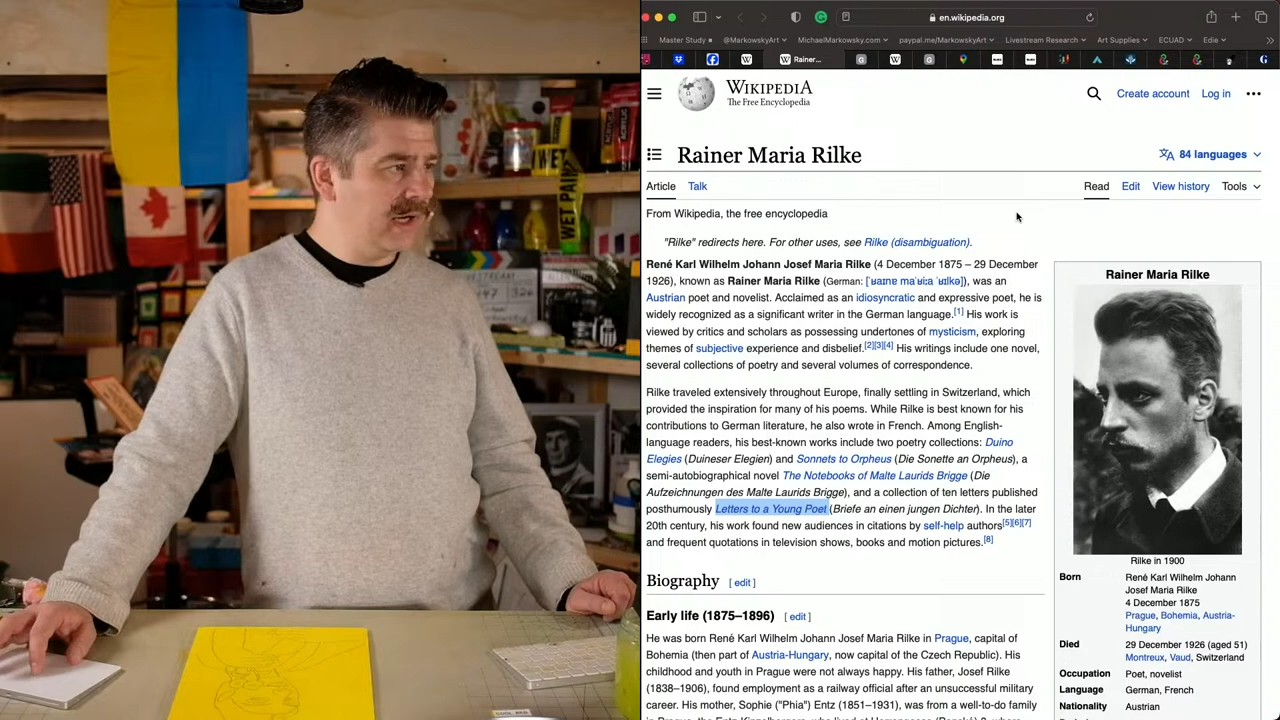 WET PAINT
WET
ACRYLIC
ACRYLIC
en.wikipedia.org
Master Study
@MarkowskyArt
MichaelMarkowsky.com
paypal.me/MarkowskyArt
Livestream Research
Art Supplies
ECUAD
Edie
Rainer...
WIKIPEDIA
The Free Encyclopedia
Create account
Log in
Rainer Maria Rilke
84 languages
Article
Talk
Read
Edit
View history
Tools
From Wikipedia, the free encyclopedia
"Rilke" redirects here. For other uses, see Rilke (disambiguation).
René Karl Wilhelm Johann Josef Maria Rilke (4 December 1875 – 29 December
1926), known as Rainer Maria Rilke (German: [ˈʁaɪnɐ maˈʁiːa ˈʁɪlkə]), was an
Austrian poet and novelist. Acclaimed as an idiosyncratic and expressive poet, he is
widely recognized as a significant writer in the German language.[1] His work is
viewed by critics and scholars as possessing undertones of mysticism, exploring
themes of subjective experience and disbelief.[2][3][4] His writings include one novel,
several collections of poetry and several volumes of correspondence.
Rilke traveled extensively throughout Europe, finally settling in Switzerland, which
provided the inspiration for many of his poems. While Rilke is best known for his
contributions to German literature, he also wrote in French. Among English-
language readers, his best-known works include two poetry collections: Duino
Elegies (Duineser Elegien) and Sonnets to Orpheus (Die Sonette an Orpheus), a
semi-autobiographical novel The Notebooks of Malte Laurids Brigge (Die
Aufzeichnungen des Malte Laurids Brigge), and a collection of ten letters published
posthumously Letters to a Young Poet (Briefe an einen jungen Dichter). In the later
20th century, his work found new audiences in citations by self-help authors[5][6][7]
and frequent quotations in television shows, books and motion pictures.[8]
Biography [ edit ]
Early life (1875–1896) [ edit ]
He was born René Karl Wilhelm Johann Josef Maria Rilke in Prague, capital of
Bohemia (then part of Austria-Hungary, now capital of the Czech Republic). His
childhood and youth in Prague were not always happy. His father, Josef Rilke
(1838–1906), found employment as a railway official after an unsuccessful military
career. His mother, Sophie ("Phia") Entz (1851–1931), was from a well-to-do family
Rainer Maria Rilke
Rilke in 1900
Born René Karl Wilhelm Johann
Josef Maria Rilke
4 December 1875
Prague, Bohemia, Austria-
Hungary
Died 29 December 1926 (aged 51)
Montreux, Vaud, Switzerland
Occupation Poet, novelist
Language German, French
Nationality Austrian